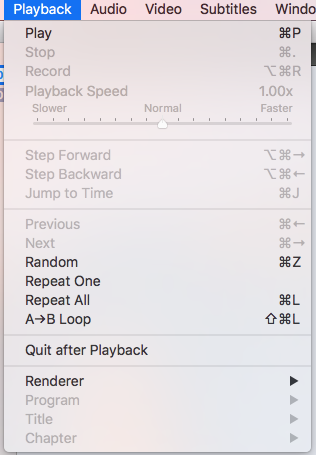 Playback Audio Video Subtitles Windo
Play ⌘P
Stop ⌘.
Record ⌥⌘R
Playback Speed 1.00x
Slower Normal Faster
Step Forward ⌥⌘→
Step Backward ⌥⌘←
Jump to Time ⌘J
Previous ⌘←
Next ⌘→
Random ⌘Z
Repeat One
Repeat All ⌘L
A→B Loop ⇧⌘L
Quit after Playback
Renderer ▶
Program ▶
Title ▶
Chapter ▶